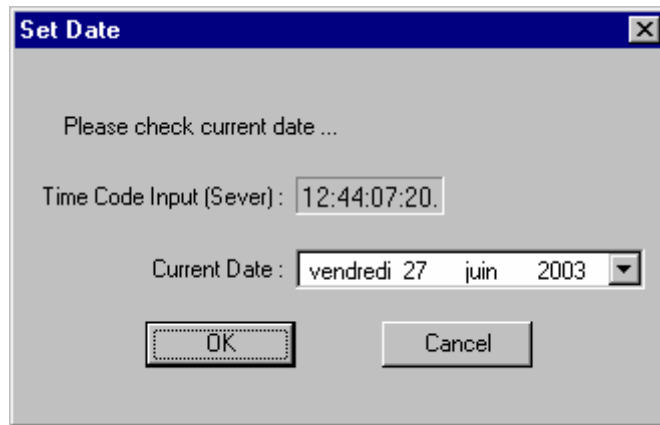 Set Date
Please check current date ...
Time Code Input (Sever) : 12:44:07:20.
Current Date : vendredi 27 juin 2003
OK Cancel